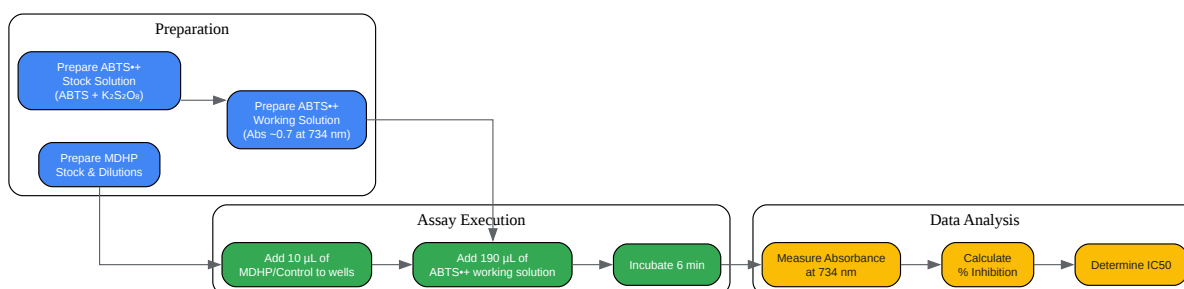 Preparation
Prepare ABTS•+
Stock Solution
(ABTS + K₂S₂O₈)
Prepare ABTS•+
Working Solution
(Abs ~0.7 at 734 nm)
Prepare MDHP
Stock & Dilutions
Assay Execution
Add 10 µL of
MDHP/Control to wells
Add 190 µL of
ABTS•+ working solution
Incubate 6 min
Data Analysis
Measure Absorbance
at 734 nm
Calculate
% Inhibition
Determine IC50